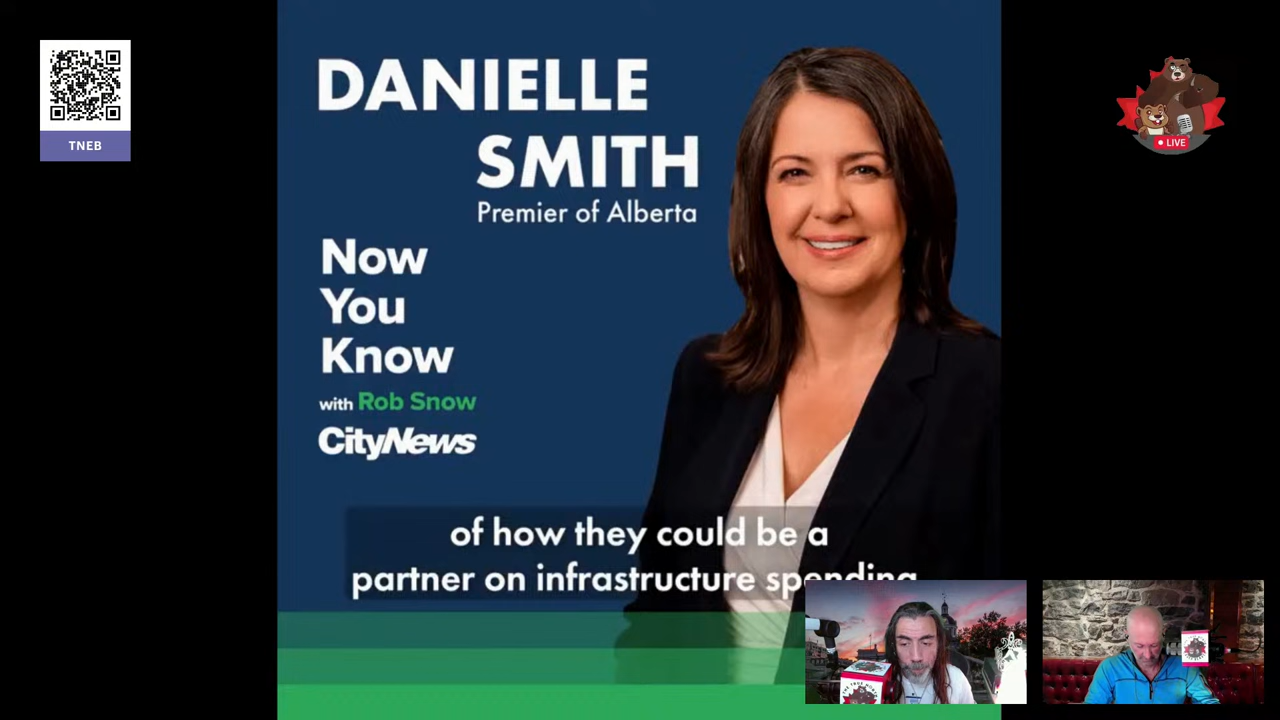 TNEB
DANIELLE
SMITH
Premier of Alberta
Now
You
Know
with Rob Snow
CityNews
of how they could be a
partner on infrastructure spending
LIVE